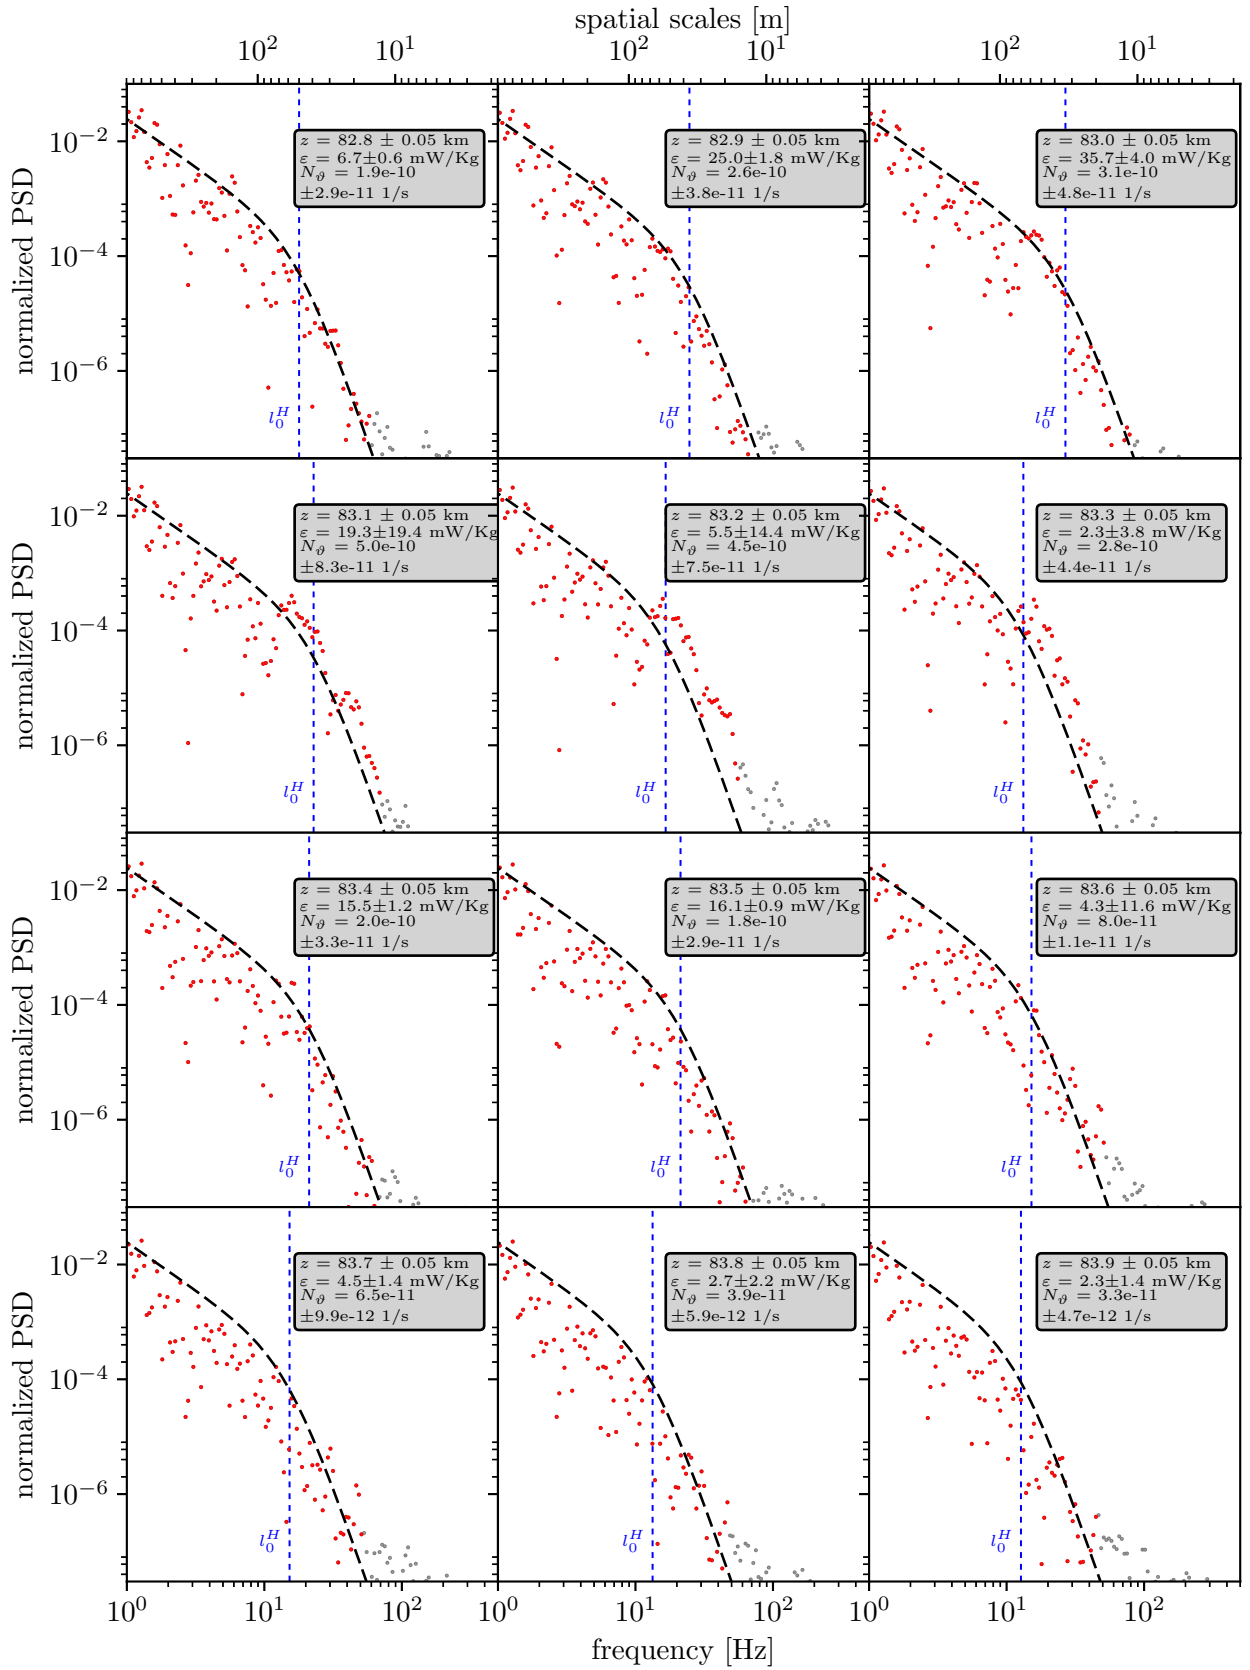 spatial scales [m]
10² 10¹ 10² 10¹ 10² 10¹
normalized PSD
10⁻²
10⁻⁴
10⁻⁶
z = 82.8 ± 0.05 km
ε = 6.7±0.6 mW/Kg
N_ϑ = 1.9e-10
±2.9e-11 1/s
l₀ᴴ
z = 82.9 ± 0.05 km
ε = 25.0±1.8 mW/Kg
N_ϑ = 2.6e-10
±3.8e-11 1/s
l₀ᴴ
z = 83.0 ± 0.05 km
ε = 35.7±4.0 mW/Kg
N_ϑ = 3.1e-10
±4.8e-11 1/s
l₀ᴴ
normalized PSD
10⁻²
10⁻⁴
10⁻⁶
z = 83.1 ± 0.05 km
ε = 19.3±19.4 mW/Kg
N_ϑ = 5.0e-10
±8.3e-11 1/s
l₀ᴴ
z = 83.2 ± 0.05 km
ε = 5.5±14.4 mW/Kg
N_ϑ = 4.5e-10
±7.5e-11 1/s
l₀ᴴ
z = 83.3 ± 0.05 km
ε = 2.3±3.8 mW/Kg
N_ϑ = 2.8e-10
±4.4e-11 1/s
l₀ᴴ
normalized PSD
10⁻²
10⁻⁴
10⁻⁶
z = 83.4 ± 0.05 km
ε = 15.5±1.2 mW/Kg
N_ϑ = 2.0e-10
±3.3e-11 1/s
l₀ᴴ
z = 83.5 ± 0.05 km
ε = 16.1±0.9 mW/Kg
N_ϑ = 1.8e-10
±2.9e-11 1/s
l₀ᴴ
z = 83.6 ± 0.05 km
ε = 4.3±11.6 mW/Kg
N_ϑ = 8.0e-11
±1.1e-11 1/s
l₀ᴴ
normalized PSD
10⁻²
10⁻⁴
10⁻⁶
z = 83.7 ± 0.05 km
ε = 4.5±1.4 mW/Kg
N_ϑ = 6.5e-11
±9.9e-12 1/s
l₀ᴴ
z = 83.8 ± 0.05 km
ε = 2.7±2.2 mW/Kg
N_ϑ = 3.9e-11
±5.9e-12 1/s
l₀ᴴ
z = 83.9 ± 0.05 km
ε = 2.3±1.4 mW/Kg
N_ϑ = 3.3e-11
±4.7e-12 1/s
l₀ᴴ
10⁰ 10¹ 10² 10⁰ 10¹ 10² 10⁰ 10¹ 10²
frequency [Hz]